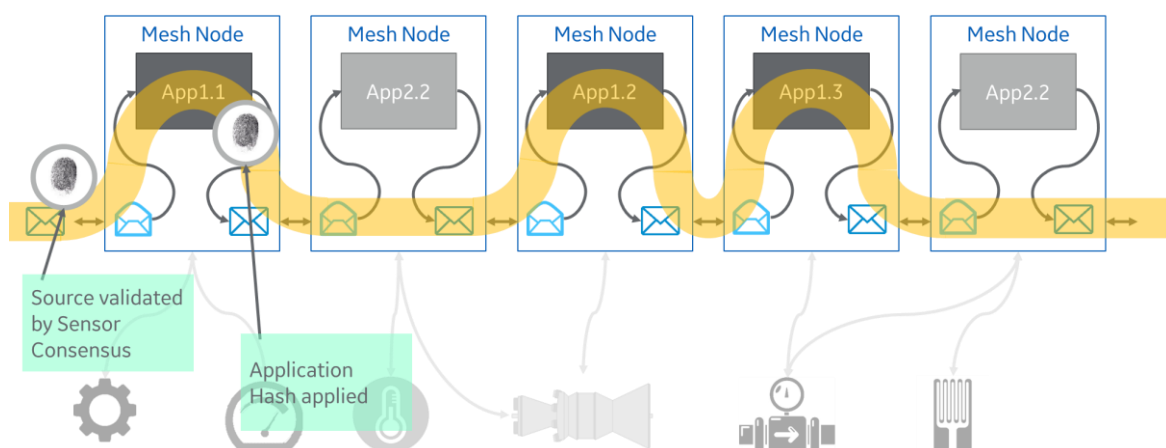 Mesh Node
Mesh Node
Mesh Node
Mesh Node
Mesh Node
App1.1
App2.2
App1.2
App1.3
App2.2
Source validated
by Sensor
Consensus
Application
Hash applied